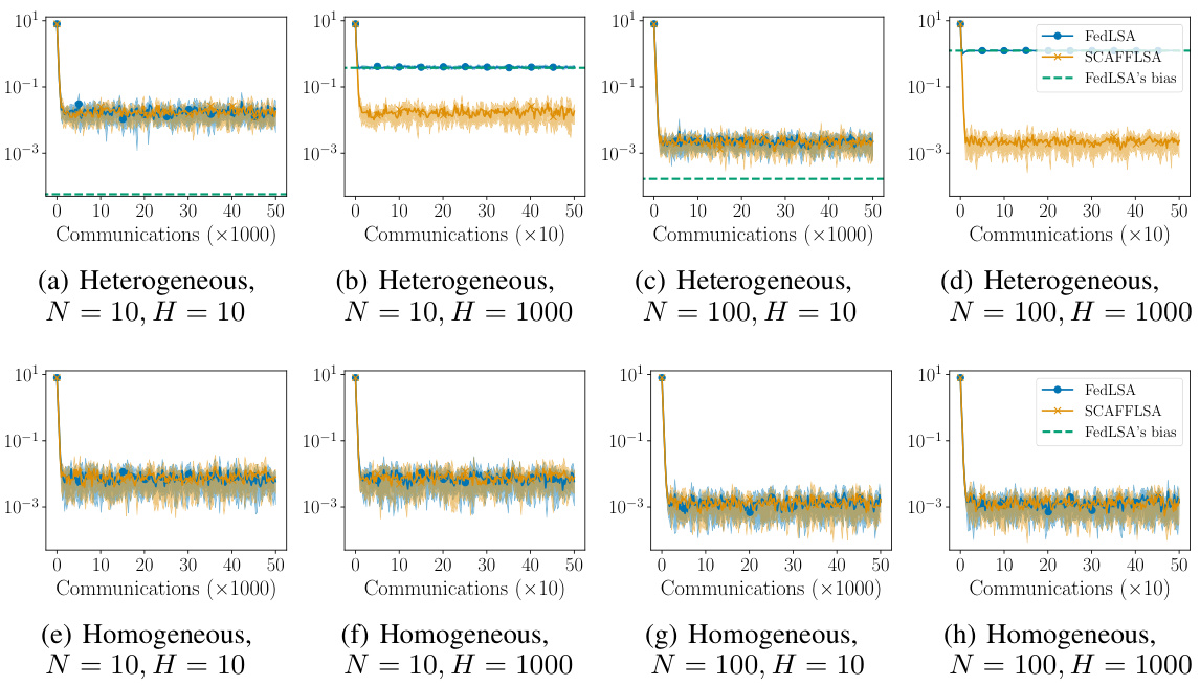 10^1
10^−1
10^−3
0 10 20 30 40 50
Communications (×1000)
(a) Heterogeneous,
N = 10, H = 10
10^1
10^−1
10^−3
0 10 20 30 40 50
Communications (×10)
(b) Heterogeneous,
N = 10, H = 1000
10^1
10^−1
10^−3
0 10 20 30 40 50
Communications (×1000)
(c) Heterogeneous,
N = 100, H = 10
10^1
10^−1
10^−3
FedLSA
SCAFFLSA
FedLSA's bias
0 10 20 30 40 50
Communications (×10)
(d) Heterogeneous,
N = 100, H = 1000
10^1
10^−1
10^−3
0 10 20 30 40 50
Communications (×1000)
(e) Homogeneous,
N = 10, H = 10
10^1
10^−1
10^−3
0 10 20 30 40 50
Communications (×10)
(f) Homogeneous,
N = 10, H = 1000
10^1
10^−1
10^−3
0 10 20 30 40 50
Communications (×1000)
(g) Homogeneous,
N = 100, H = 10
10^1
10^−1
10^−3
FedLSA
SCAFFLSA
FedLSA's bias
0 10 20 30 40 50
Communications (×10)
(h) Homogeneous,
N = 100, H = 1000